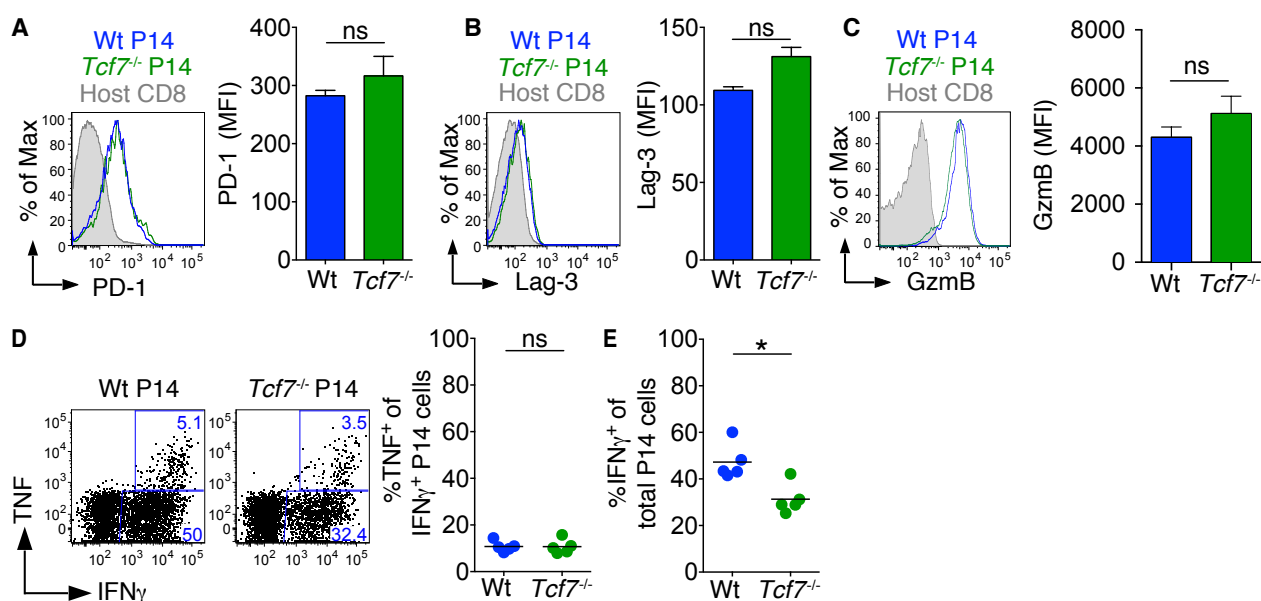 A
Wt P14
Tcf7-/- P14
Host CD8
% of Max
100
80
60
40
20
0
10² 10³ 10⁴ 10⁵
PD-1
PD-1 (MFI)
400
300
200
100
0
ns
Wt Tcf7-/-
B
Wt P14
Tcf7-/- P14
Host CD8
% of Max
100
80
60
40
20
0
10² 10³ 10⁴ 10⁵
Lag-3
Lag-3 (MFI)
150
100
50
0
ns
Wt Tcf7-/-
C
Wt P14
Tcf7-/- P14
Host CD8
% of Max
100
80
60
40
20
0
10² 10³ 10⁴ 10⁵
GzmB
GzmB (MFI)
8000
6000
4000
2000
0
ns
Wt Tcf7-/-
D
Wt P14
Tcf7-/- P14
TNF
10⁵
10⁴
10³
10²
0
5.1
50
0 10² 10³ 10⁴ 10⁵
10⁵
10⁴
10³
10²
0
3.5
32.4
0 10² 10³ 10⁴ 10⁵
IFNγ
%TNF⁺ of
IFNγ⁺ P14 cells
100
80
60
40
20
0
ns
Wt Tcf7-/-
E
%IFNγ⁺ of
total P14 cells
100
80
60
40
20
0
*
Wt Tcf7-/-